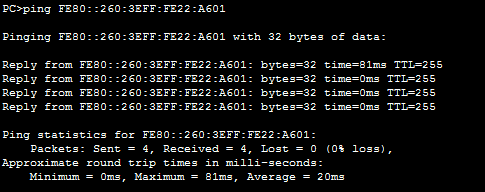 PC>ping FE80::260:3EFF:FE22:A601
Pinging FE80::260:3EFF:FE22:A601 with 32 bytes of data:
Reply from FE80::260:3EFF:FE22:A601: bytes=32 time=81ms TTL=255
Reply from FE80::260:3EFF:FE22:A601: bytes=32 time=0ms TTL=255
Reply from FE80::260:3EFF:FE22:A601: bytes=32 time=0ms TTL=255
Reply from FE80::260:3EFF:FE22:A601: bytes=32 time=0ms TTL=255
Ping statistics for FE80::260:3EFF:FE22:A601:
Packets: Sent = 4, Received = 4, Lost = 0 (0% loss),
Approximate round trip times in milli-seconds:
Minimum = 0ms, Maximum = 81ms, Average = 20ms